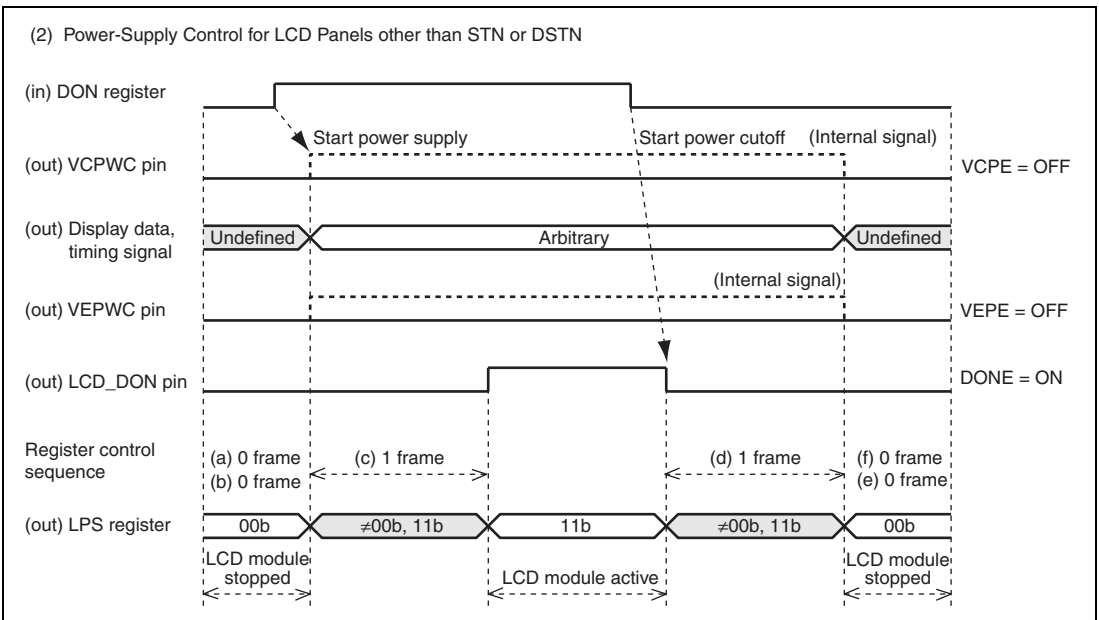 (2) Power-Supply Control for LCD Panels other than STN or DSTN
(in) DON register
Start power supply
Start power cutoff
(Internal signal)
(out) VCPWC pin
VCPE = OFF
(out) Display data,
timing signal
Undefined
Arbitrary
Undefined
(Internal signal)
(out) VEPWC pin
VEPE = OFF
(out) LCD_DON pin
DONE = ON
Register control
sequence
(a) 0 frame
(b) 0 frame
(c) 1 frame
(d) 1 frame
(f) 0 frame
(e) 0 frame
(out) LPS register
00b
≠00b, 11b
11b
≠00b, 11b
00b
LCD module
stopped
LCD module active
LCD module
stopped